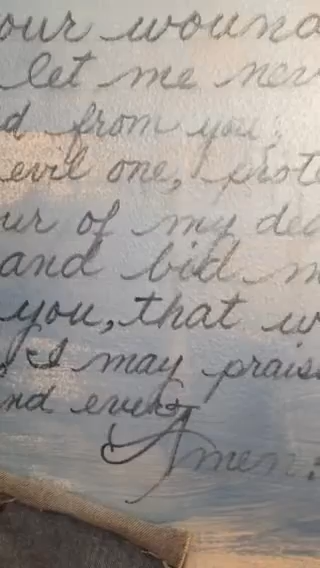 our wound
let me nev
d from you;
evil one, prote
ur of my dea
and bid m
you, that w
I may prais
nd ever.
Amen.